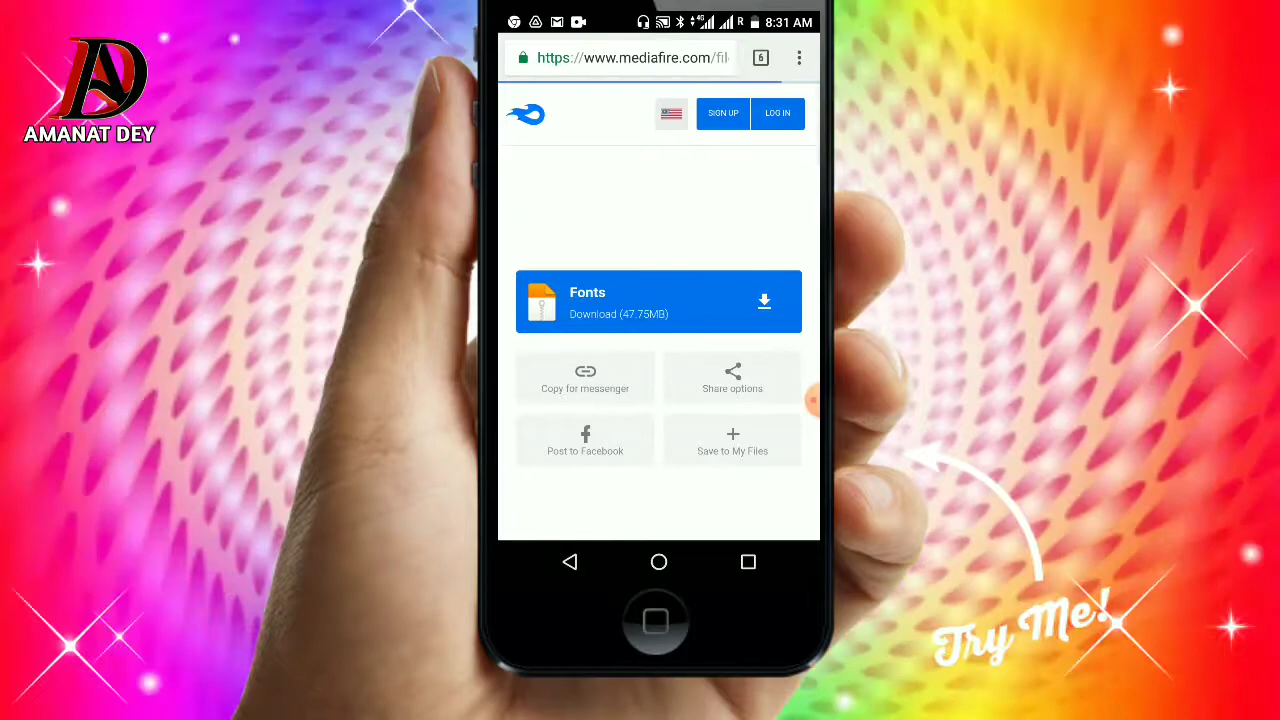 AMANAT DEY
4G
R
8:31 AM
https://www.mediafire.com/fil
6
SIGN UP
LOG IN
Fonts
Download (47.75MB)
Copy for messenger
Share options
Post to Facebook
Save to My Files
Try Me!